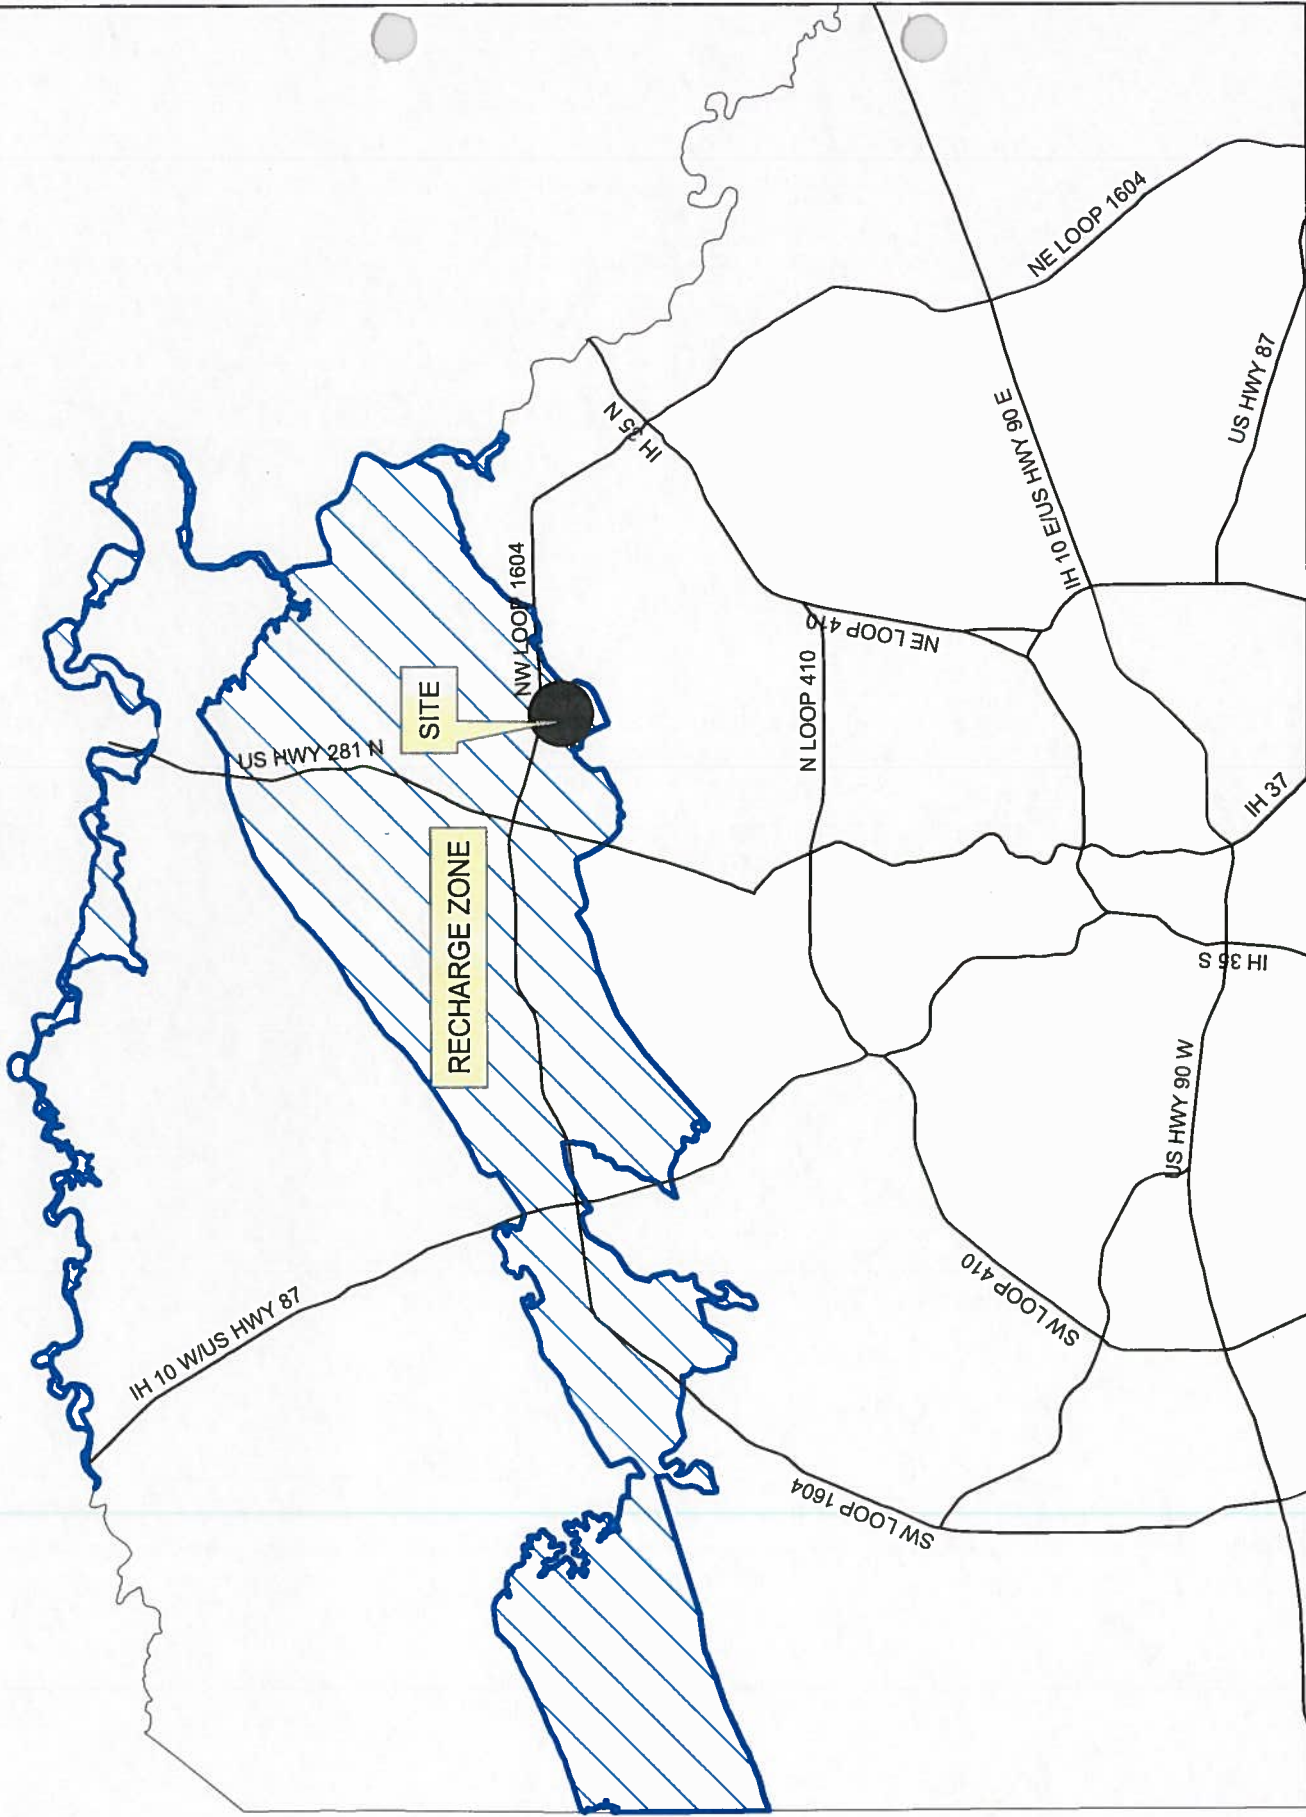 US HWY 281 N
SITE
NW LOOP 1604
RECHARGE ZONE
IH 10 W/US HWY 87
IH 35 N
NE LOOP 1604
IH 10 E/US HWY 90 E
US HWY 87
NE LOOP 410
N LOOP 410
IH 37
IH 35 S
US HWY 90 W
SW LOOP 410
SW LOOP 1604